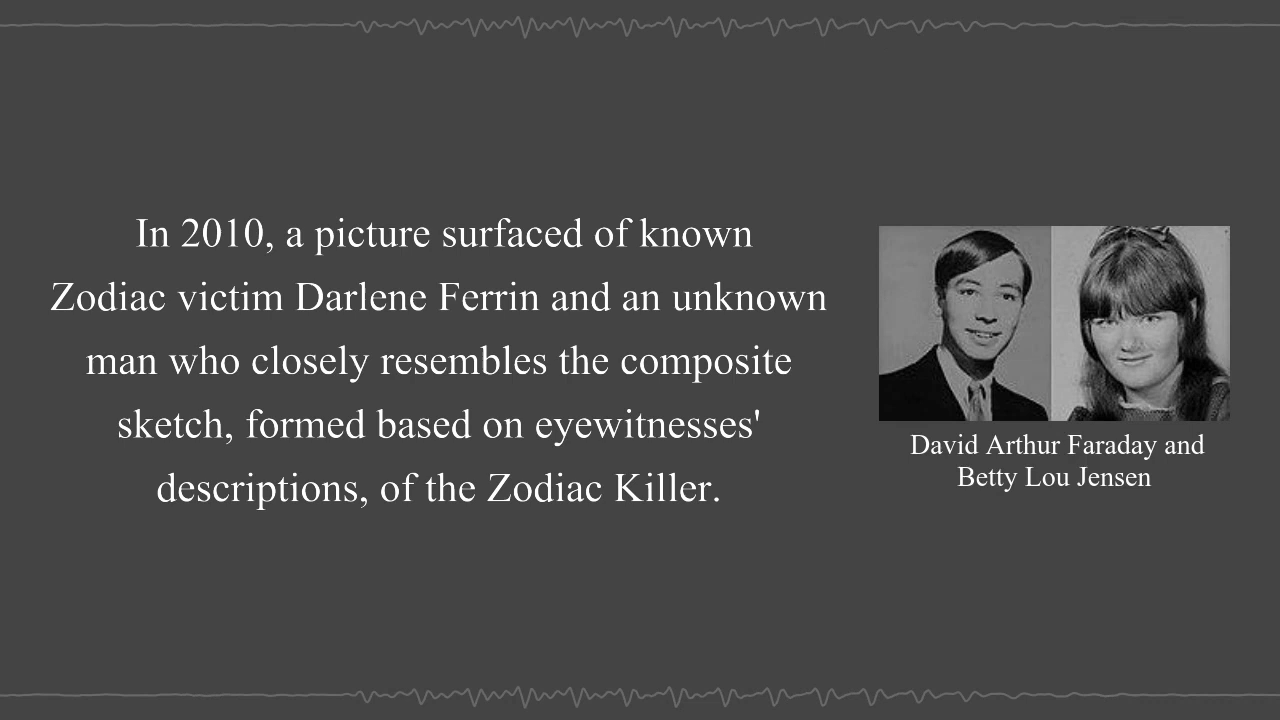 In 2010, a picture surfaced of known
Zodiac victim Darlene Ferrin and an unknown
man who closely resembles the composite
sketch, formed based on eyewitnesses'
descriptions, of the Zodiac Killer.
David Arthur Faraday and
Betty Lou Jensen